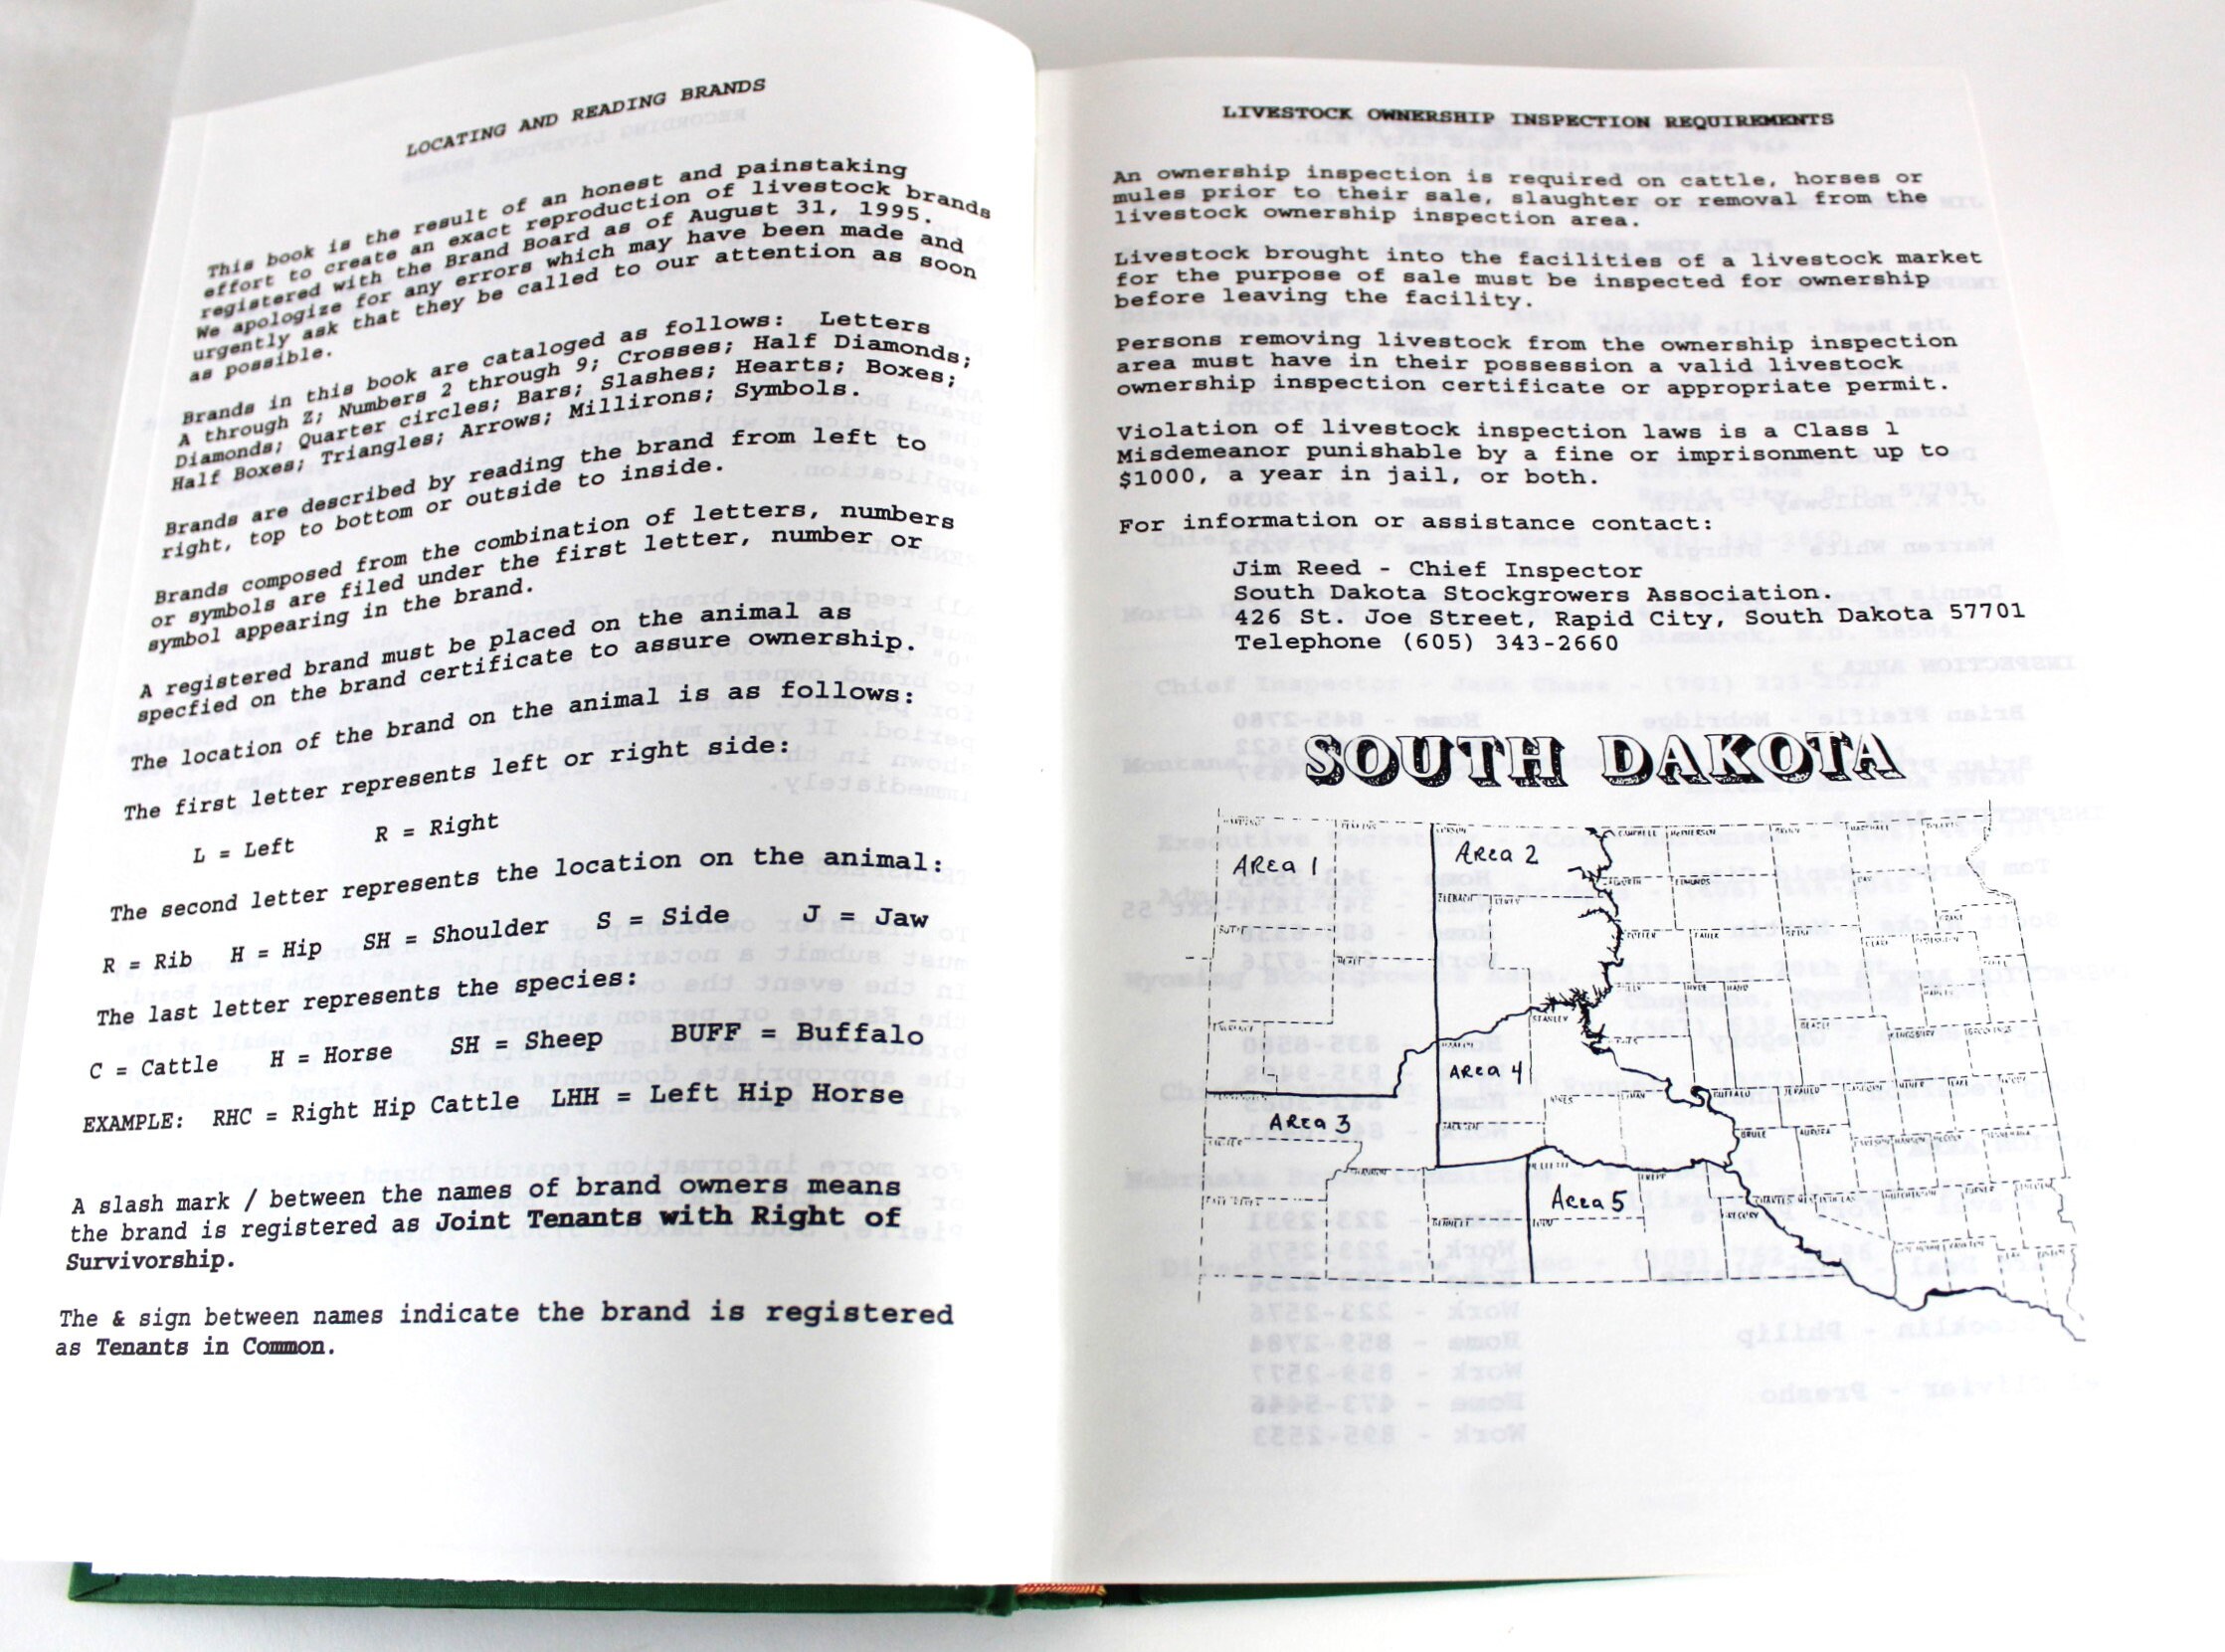 LOCATING AND READING BRANDS
This book is the result of an honest and painstaking
effort to create an exact reproduction of livestock brands
registered with the Brand Board as of August 31, 1995.
We apologize for any errors which may have been made and
urgently ask that they be called to our attention as soon
as possible.
Brands in this book are cataloged as follows: Letters
A through Z; Numbers 2 through 9; Crosses; Half Diamonds;
Diamonds; Quarter circles; Bars; Slashes; Hearts; Boxes;
Half Boxes; Triangles; Arrows; Millirons; Symbols.
Brands are described by reading the brand from left to
right, top to bottom or outside to inside.
Brands composed from the combination of letters, numbers
or symbols are filed under the first letter, number or
symbol appearing in the brand.
A registered brand must be placed on the animal as
specfied on the brand certificate to assure ownership.
The location of the brand on the animal is as follows:
The first letter represents left or right side:
L = Left R = Right
The second letter represents the location on the animal:
R = Rib H = Hip SH = Shoulder S = Side J = Jaw
The last letter represents the species:
C = Cattle H = Horse SH = Sheep BUFF = Buffalo
EXAMPLE: RHC = Right Hip Cattle LHH = Left Hip Horse
A slash mark / between the names of brand owners means
the brand is registered as Joint Tenants with Right of
Survivorship.
The & sign between names indicate the brand is registered
as Tenants in Common.
LIVESTOCK OWNERSHIP INSPECTION REQUIREMENTS
An ownership inspection is required on cattle, horses or
mules prior to their sale, slaughter or removal from the
livestock ownership inspection area.
Livestock brought into the facilities of a livestock market
for the purpose of sale must be inspected for ownership
before leaving the facility.
Persons removing livestock from the ownership inspection
area must have in their possession a valid livestock
ownership inspection certificate or appropriate permit.
Violation of livestock inspection laws is a Class 1
Misdemeanor punishable by a fine or imprisonment up to
$1000, a year in jail, or both.
For information or assistance contact:
Jim Reed - Chief Inspector
South Dakota Stockgrowers Association.
426 St. Joe Street, Rapid City, South Dakota 57701
Telephone (605) 343-2660
SOUTH DAKOTA
CAMPBELL
AREA 1
AREA 2
STANLEY
AREA 4
BUFFALO
AREA 3
BRULE
AURORA
AREA 5
GREGORY